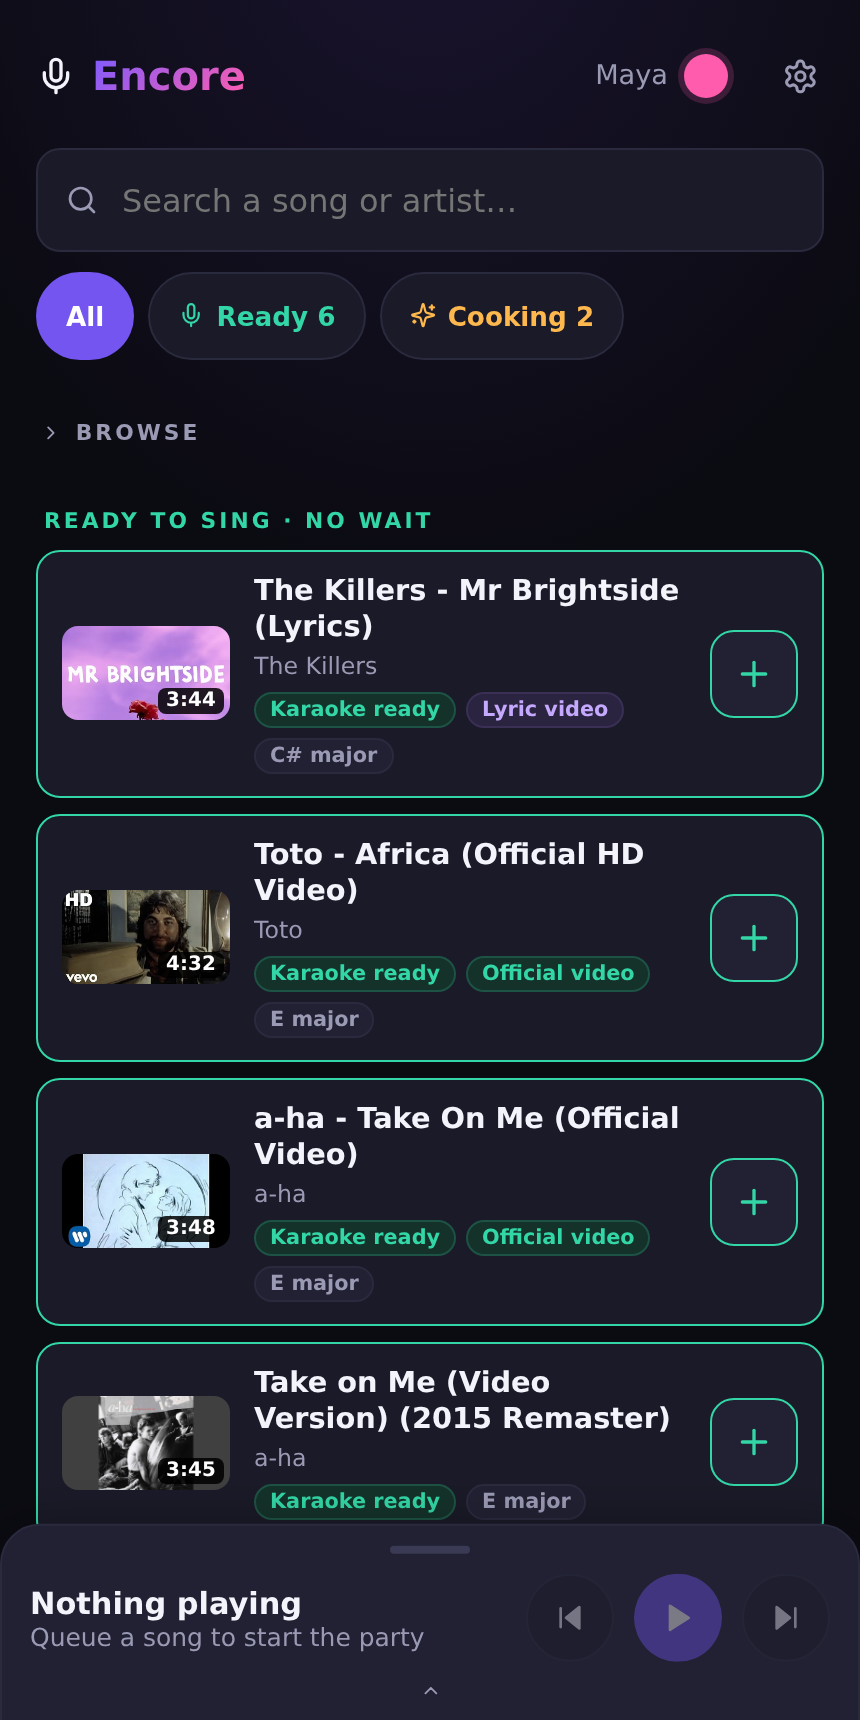 Encore
Maya
Search a song or artist…
All
Ready 6
Cooking 2
BROWSE
READY TO SING · NO WAIT
MR BRIGHTSIDE
3:44
The Killers - Mr Brightside
(Lyrics)
The Killers
Karaoke ready
Lyric video
C# major
HD
vevo
4:32
Toto - Africa (Official HD
Video)
Toto
Karaoke ready
Official video
E major
W
3:48
a-ha - Take On Me (Official
Video)
a-ha
Karaoke ready
Official video
E major
a-ha
3:45
Take on Me (Video
Version) (2015 Remaster)
a-ha
Karaoke ready
E major
Nothing playing
Queue a song to start the party